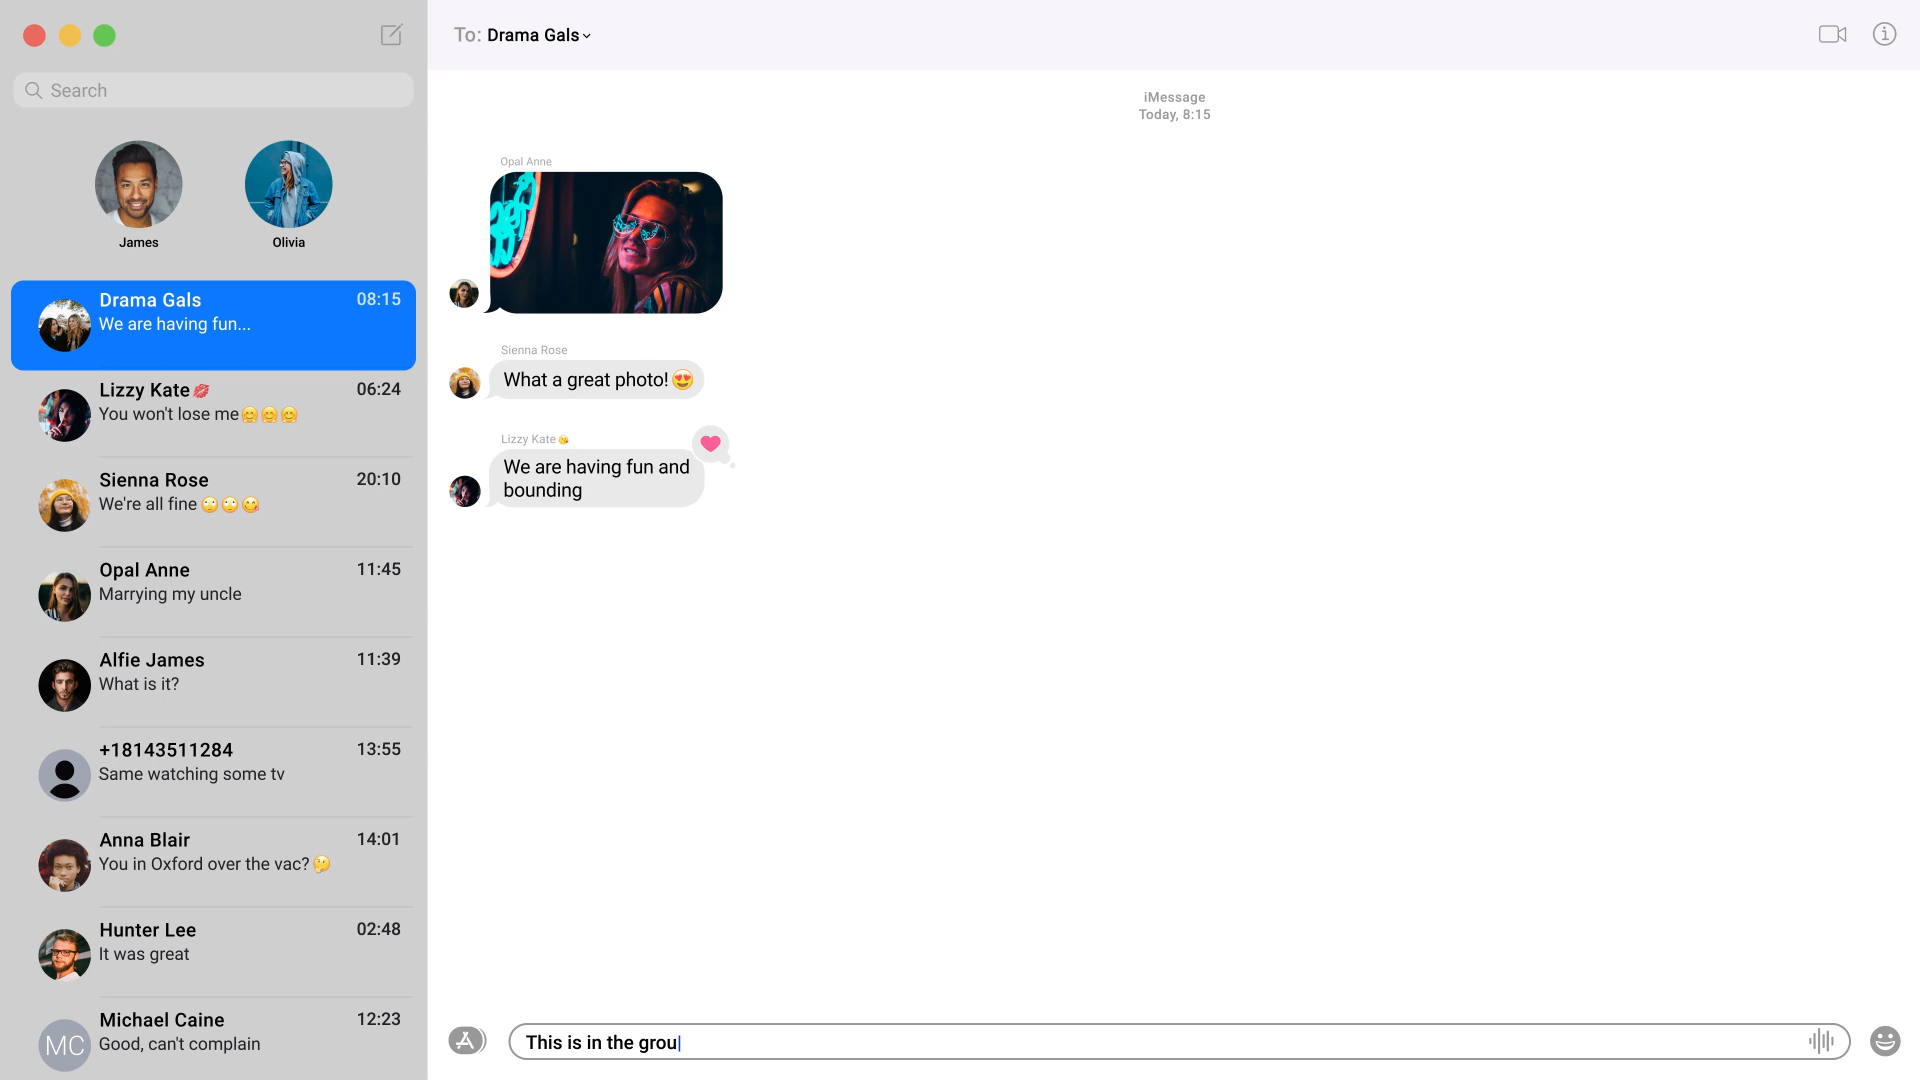 Search
James
Olivia
Drama Gals 08:15
We are having fun...
Lizzy Kate💋 06:24
You won't lose me🤗🤗🤗
Sienna Rose 20:10
We're all fine🙄🙄😋
Opal Anne 11:45
Marrying my uncle
Alfie James 11:39
What is it?
+18143511284 13:55
Same watching some tv
Anna Blair 14:01
You in Oxford over the vac?🤔
Hunter Lee 02:48
It was great
Michael Caine 12:23
MC
Good, can't complain
To: Drama Gals
iMessage
Today, 8:15
Opal Anne
Sienna Rose
What a great photo!😍
Lizzy Kate😘
We are having fun and
bounding
This is in the grou